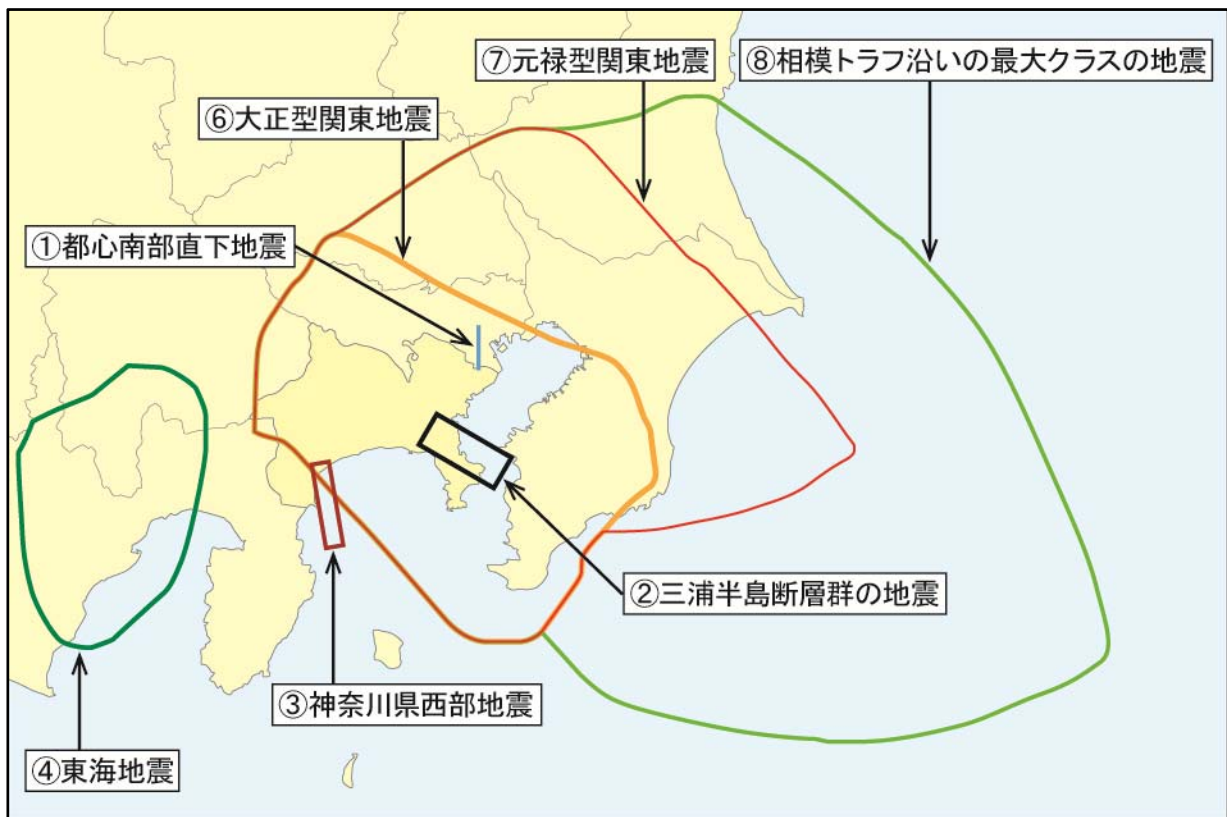 ⑦元禄型関東地震
⑧相模トラフ沿いの最大クラスの地震
⑥大正型関東地震
①都心南部直下地震
②三浦半島断層群の地震
③神奈川県西部地震
④東海地震